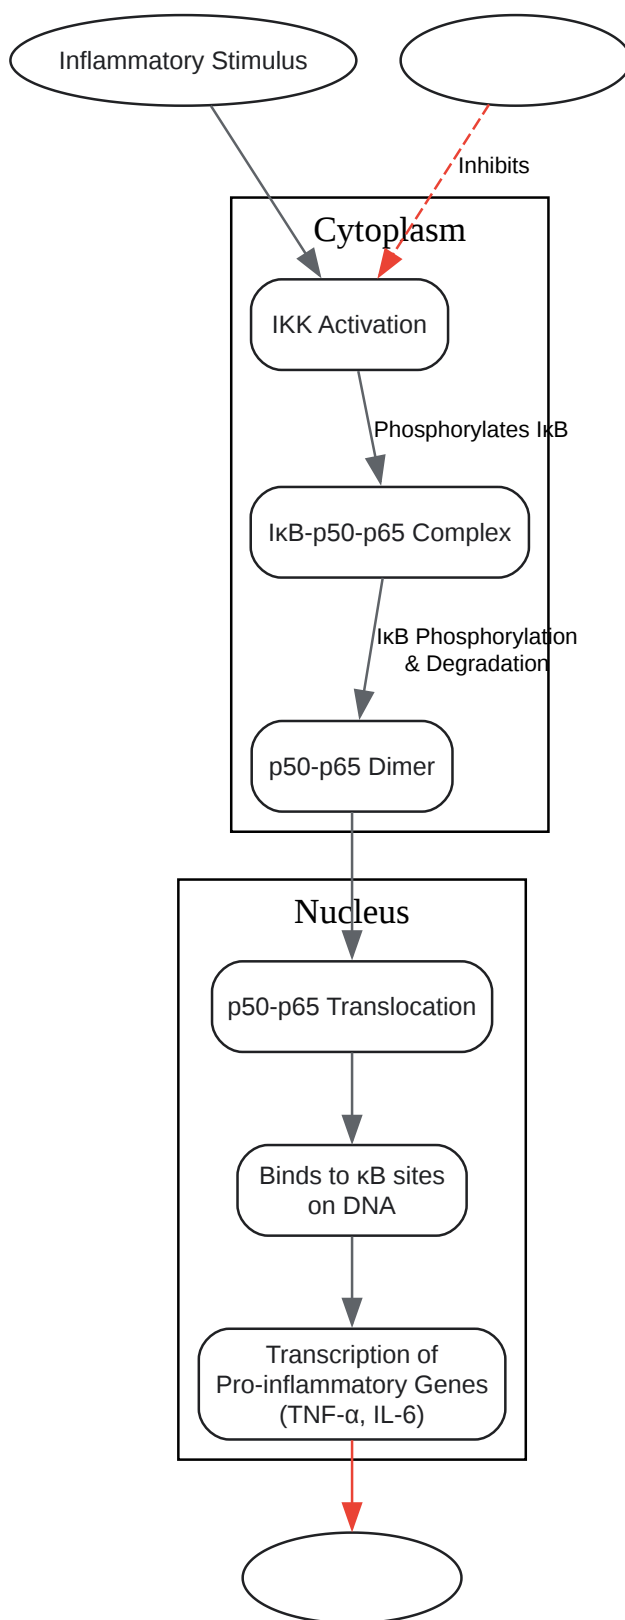 Inflammatory Stimulus
Inhibits
Cytoplasm
IKK Activation
Phosphorylates IκB
IκB-p50-p65 Complex
IκB Phosphorylation
& Degradation
p50-p65 Dimer
Nucleus
p50-p65 Translocation
Binds to κB sites
on DNA
Transcription of
Pro-inflammatory Genes
(TNF-α, IL-6)